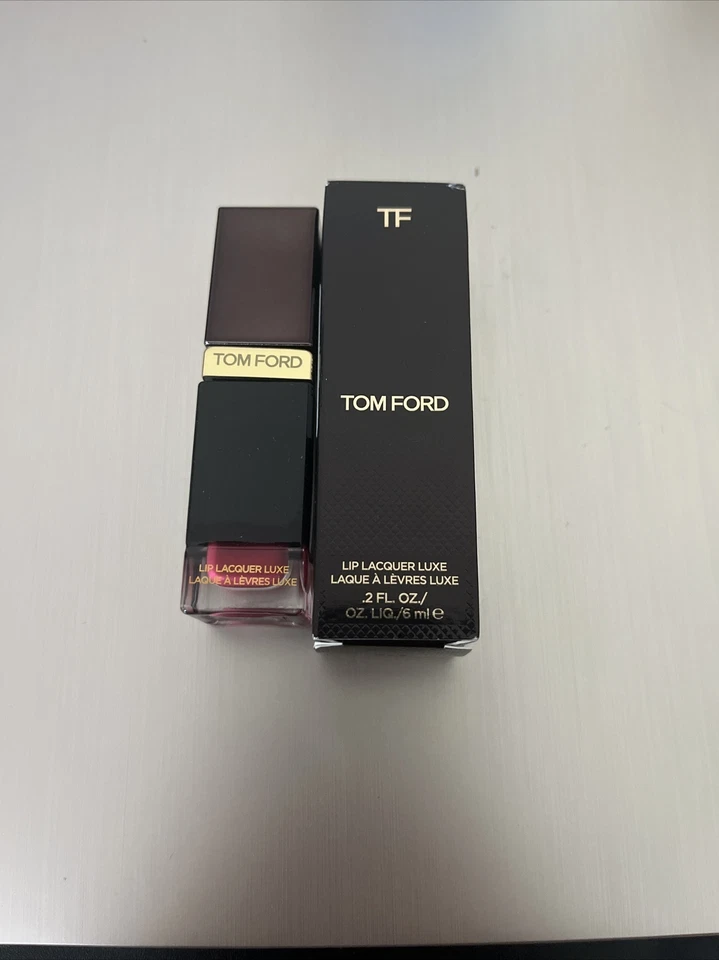 TOM FORD
LIP LACQUER LUXE
LAQUE À LÈVRES LUXE
TF
TOM FORD
LIP LACQUER LUXE
LAQUE À LÈVRES LUXE
.2 FL. OZ./
OZ. LIQ./6 ml ℮